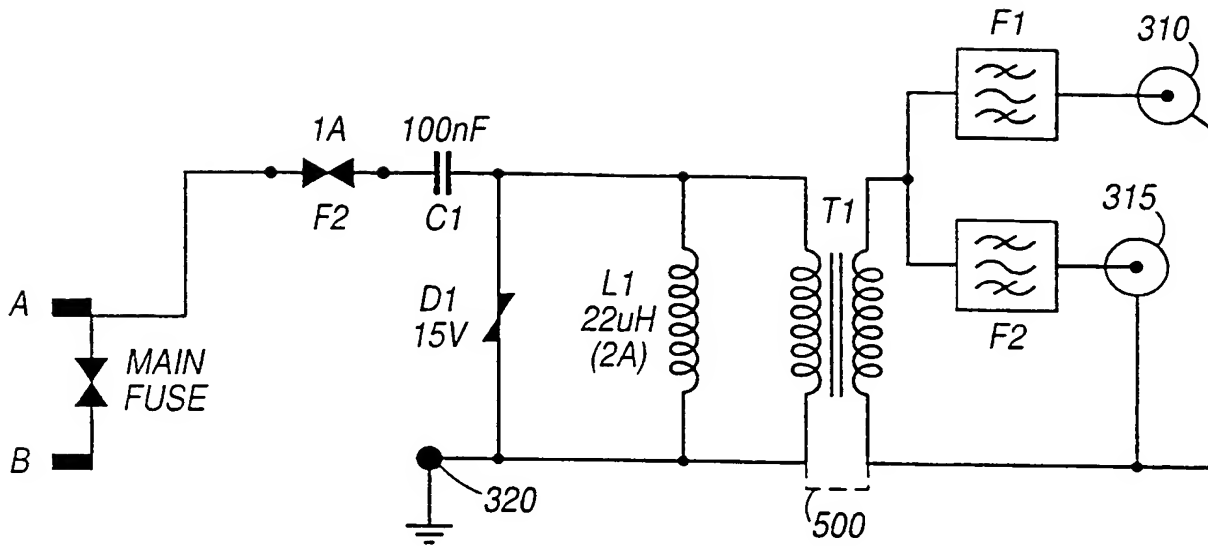 F1
310
1A
100nF
F2
C1
T1
315
D1
15V
L1
22uH
(2A)
F2
A
MAIN
FUSE
B
320
500